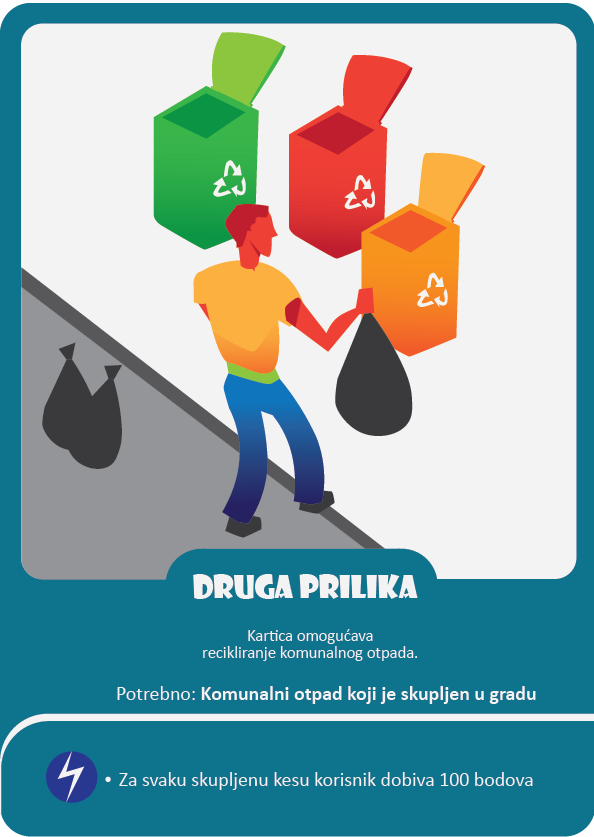 DRUGA PRILIKA
Kartica omogućava
recikliranje komunalnog otpada.
Potrebno: Komunalni otpad koji je skupljen u gradu
• Za svaku skupljenu kesu korisnik dobiva 100 bodova